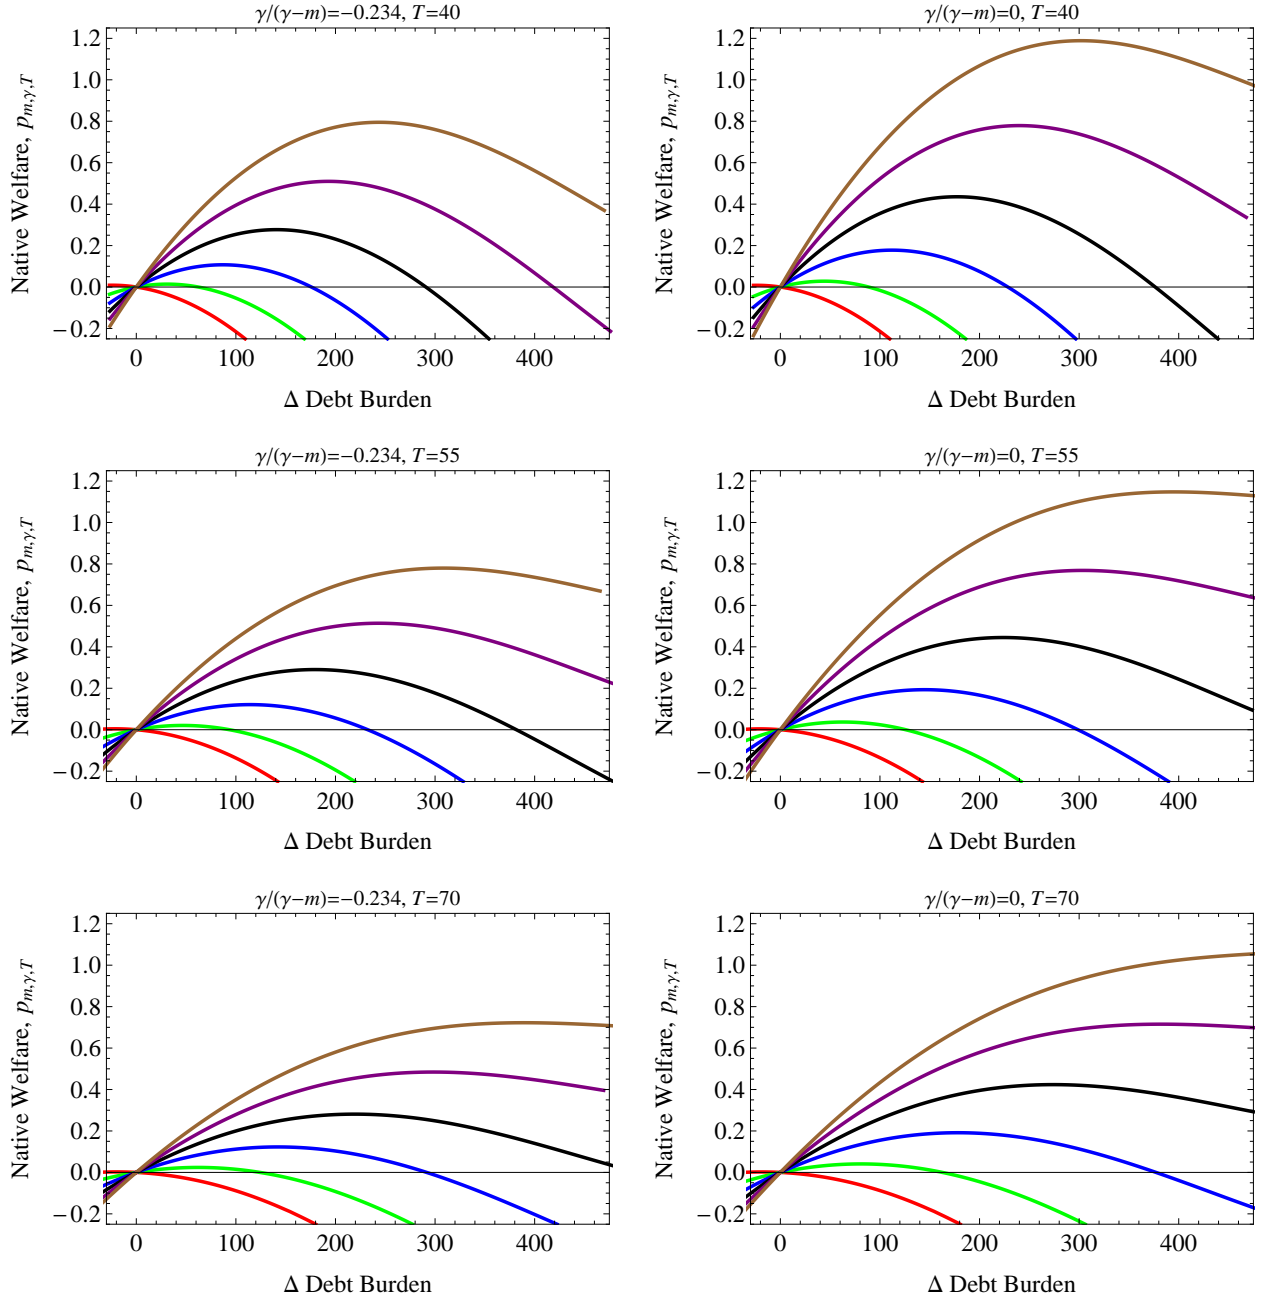 γ/(γ−m)=−0.234, T=40
1.2
1.0
0.8
0.6
0.4
0.2
0.0
−0.2
0 100 200 300 400
Native Welfare, pm,γ,T
Δ Debt Burden
γ/(γ−m)=0, T=40
1.2
1.0
0.8
0.6
0.4
0.2
0.0
−0.2
0 100 200 300 400
Native Welfare, pm,γ,T
Δ Debt Burden
γ/(γ−m)=−0.234, T=55
1.2
1.0
0.8
0.6
0.4
0.2
0.0
−0.2
0 100 200 300 400
Native Welfare, pm,γ,T
Δ Debt Burden
γ/(γ−m)=0, T=55
1.2
1.0
0.8
0.6
0.4
0.2
0.0
−0.2
0 100 200 300 400
Native Welfare, pm,γ,T
Δ Debt Burden
γ/(γ−m)=−0.234, T=70
1.2
1.0
0.8
0.6
0.4
0.2
0.0
−0.2
0 100 200 300 400
Native Welfare, pm,γ,T
Δ Debt Burden
γ/(γ−m)=0, T=70
1.2
1.0
0.8
0.6
0.4
0.2
0.0
−0.2
0 100 200 300 400
Native Welfare, pm,γ,T
Δ Debt Burden